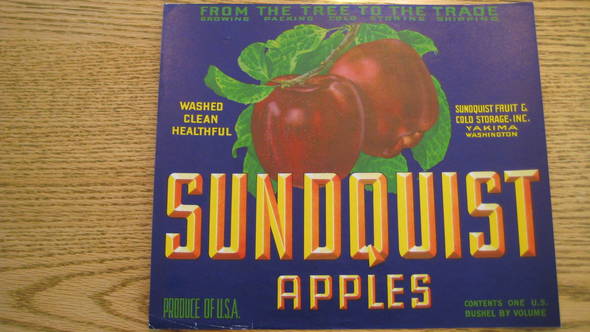 FROM THE TREE TO THE TRADE
GROWING PACKING COLD STORING SHIPPING
WASHED
CLEAN
HEALTHFUL
SUNDQUIST FRUIT &
COLD STORAGE, INC.
YAKIMA
WASHINGTON
SUNDQUIST
APPLES
PRODUCE OF U.S.A.
CONTENTS ONE U.S.
BUSHEL BY VOLUME